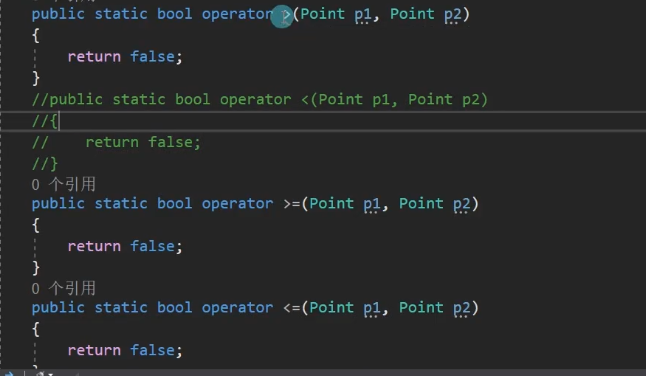 public static bool operator >(Point p1, Point p2)
{
return false;
}
//public static bool operator <(Point p1, Point p2)
//{
//    return false;
//}
0 个引用
public static bool operator >=(Point p1, Point p2)
{
return false;
}
0 个引用
public static bool operator <=(Point p1, Point p2)
{
return false;